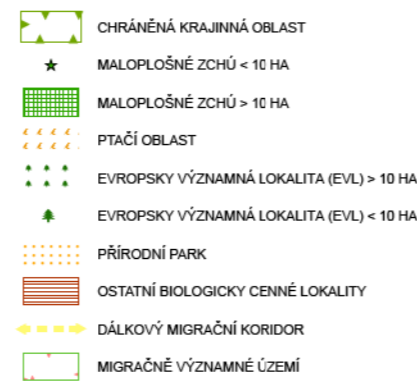 CHRÁNĚNÁ KRAJINNÁ OBLAST
MALOPLOŠNÉ ZCHÚ < 10 HA
MALOPLOŠNÉ ZCHÚ > 10 HA
PTAČÍ OBLAST
EVROPSKY VÝZNAMNÁ LOKALITA (EVL) > 10 HA
EVROPSKY VÝZNAMNÁ LOKALITA (EVL) < 10 HA
PŘÍRODNÍ PARK
OSTATNÍ BIOLOGICKY CENNÉ LOKALITY
DÁLKOVÝ MIGRAČNÍ KORIDOR
MIGRAČNĚ VÝZNAMNÉ ÚZEMÍ